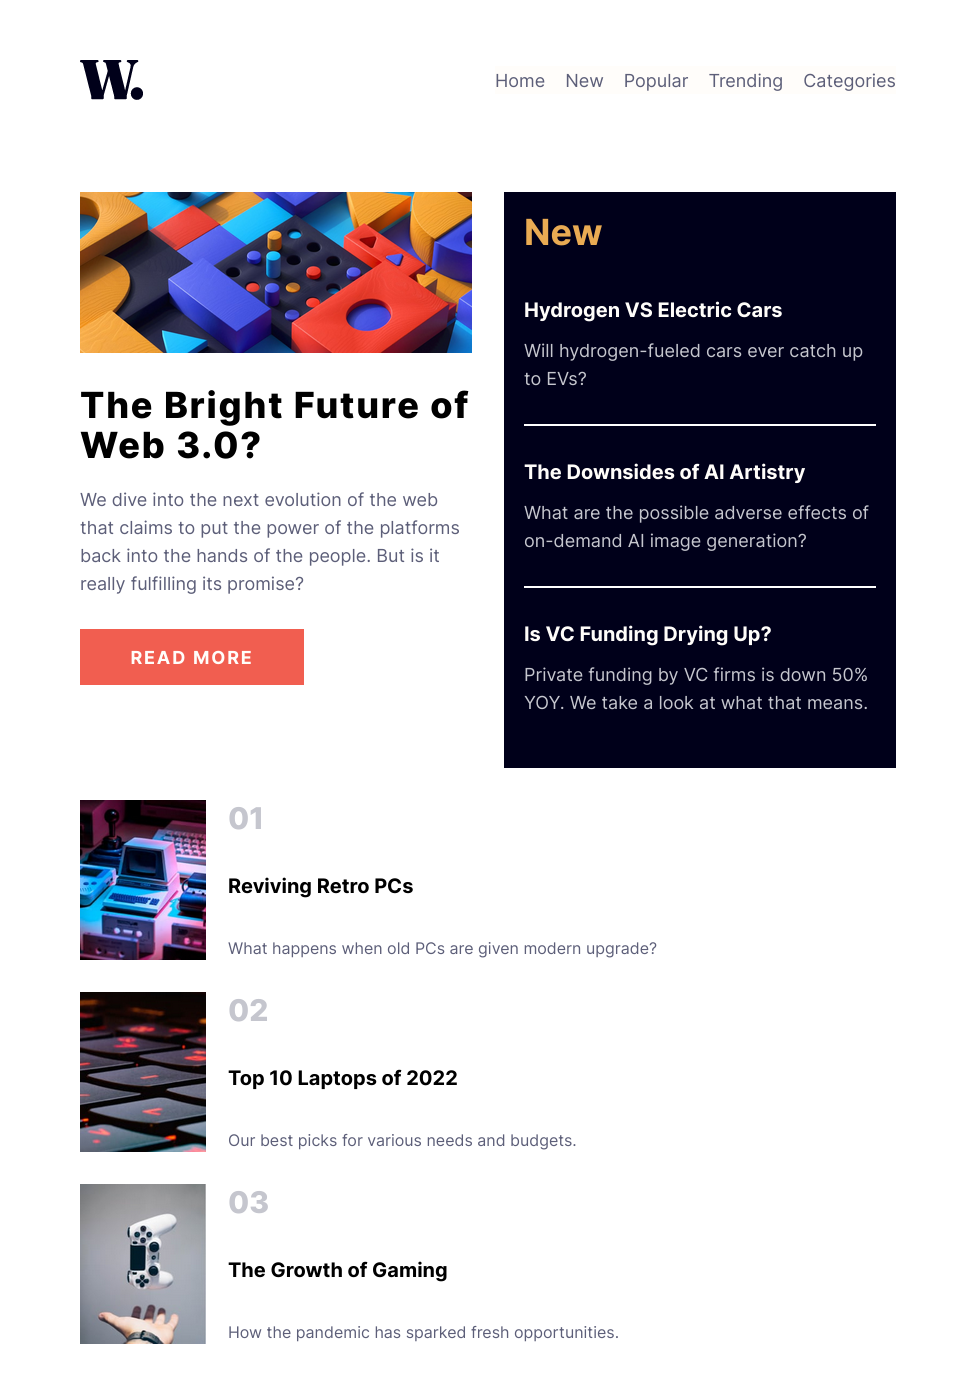 W.
Home New Popular Trending Categories
The Bright Future of
Web 3.0?
We dive into the next evolution of the web
that claims to put the power of the platforms
back into the hands of the people. But is it
really fulfilling its promise?
READ MORE
New
Hydrogen VS Electric Cars
Will hydrogen-fueled cars ever catch up
to EVs?
The Downsides of AI Artistry
What are the possible adverse effects of
on-demand AI image generation?
Is VC Funding Drying Up?
Private funding by VC firms is down 50%
YOY. We take a look at what that means.
01
Reviving Retro PCs
What happens when old PCs are given modern upgrade?
02
Top 10 Laptops of 2022
Our best picks for various needs and budgets.
03
The Growth of Gaming
How the pandemic has sparked fresh opportunities.